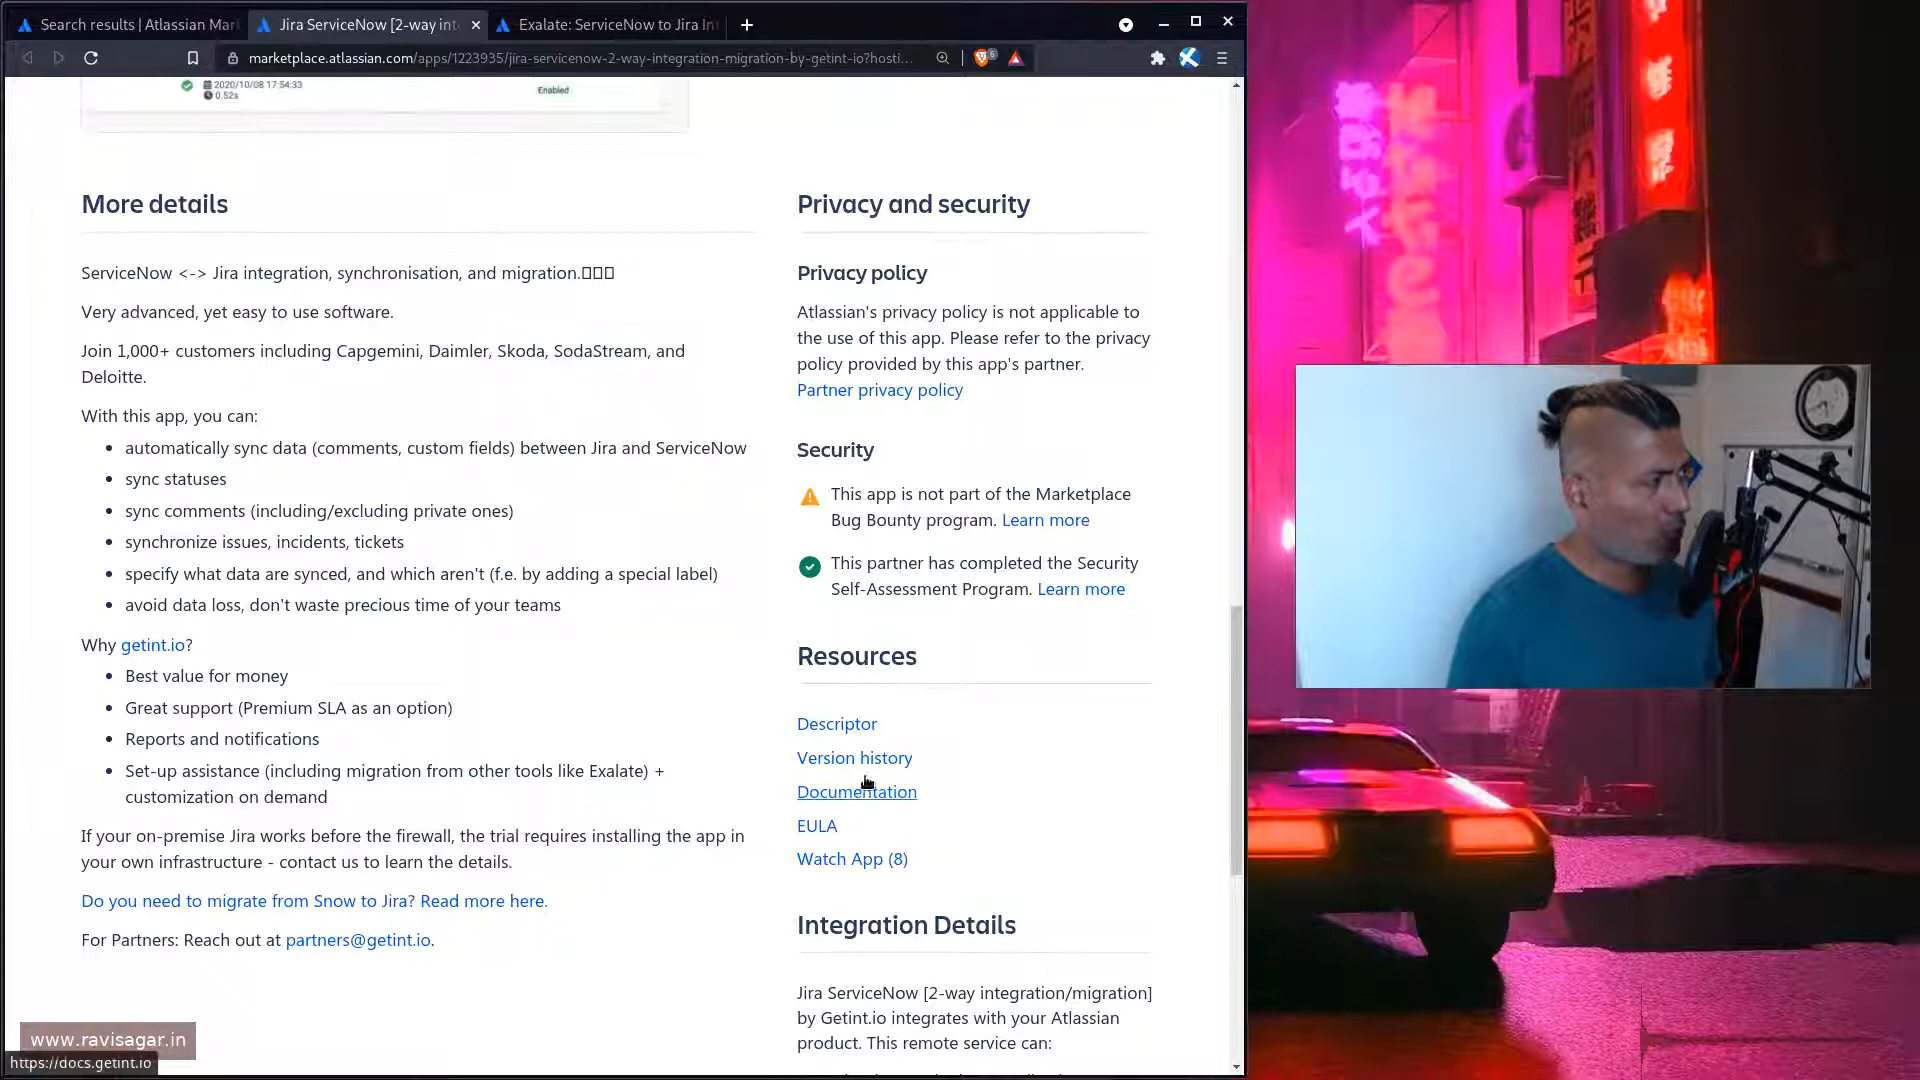 Search results | Atlassian Mar
Jira ServiceNow [2-way int
Exalate: ServiceNow to Jira In
marketplace.atlassian.com/apps/1223935/jira-servicenow-2-way-integration-migration-by-getint-io?hosti...
2020/10/08 17:54:33
0.52s
Enabled
More details
ServiceNow <-> Jira integration, synchronisation, and migration.
Very advanced, yet easy to use software.
Join 1,000+ customers including Capgemini, Daimler, Skoda, SodaStream, and
Deloitte.
With this app, you can:
• automatically sync data (comments, custom fields) between Jira and ServiceNow
• sync statuses
• sync comments (including/excluding private ones)
• synchronize issues, incidents, tickets
• specify what data are synced, and which aren't (f.e. by adding a special label)
• avoid data loss, don't waste precious time of your teams
Why getint.io?
• Best value for money
• Great support (Premium SLA as an option)
• Reports and notifications
• Set-up assistance (including migration from other tools like Exalate) +
customization on demand
If your on-premise Jira works before the firewall, the trial requires installing the app in
your own infrastructure - contact us to learn the details.
Do you need to migrate from Snow to Jira? Read more here.
For Partners: Reach out at partners@getint.io.
Privacy and security
Privacy policy
Atlassian's privacy policy is not applicable to
the use of this app. Please refer to the privacy
policy provided by this app's partner.
Partner privacy policy
Security
This app is not part of the Marketplace
Bug Bounty program. Learn more
This partner has completed the Security
Self-Assessment Program. Learn more
Resources
Descriptor
Version history
Documentation
EULA
Watch App (8)
Integration Details
Jira ServiceNow [2-way integration/migration]
by Getint.io integrates with your Atlassian
product. This remote service can:
www.ravisagar.in
https://docs.getint.io